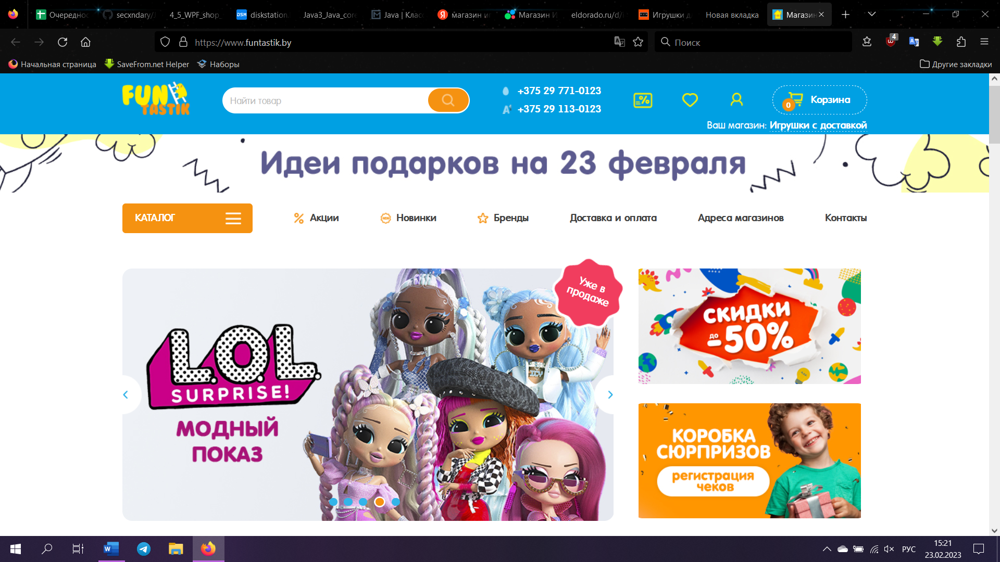 Очереднос
secxndary/J
4_5_WPF_shop_
DSM diskstation.
Java3_Java_core
Java | Класс
магазин иг
Магазин И
eldorado.ru/d/i
Игрушки д
Новая вкладка
Магазин
https://www.funtastik.by
Поиск
4
Начальная страница
SaveFrom.net Helper
Наборы
Другие закладки
FUN
TASTIK
Найти товар
+375 29 771-0123
+375 29 113-0123
0
Корзина
Ваш магазин: Игрушки с доставкой
Идеи подарков на 23 февраля
КАТАЛОГ
Акции
Новинки
Бренды
Доставка и оплата
Адреса магазинов
Контакты
Уже в
продаже
L.O.L.
SURPRISE!
МОДНЫЙ
ПОКАЗ
СКИДКИ
до -50%
КОРОБКА
СЮРПРИЗОВ
регистрация
чеков
РУС
15:21
23.02.2023